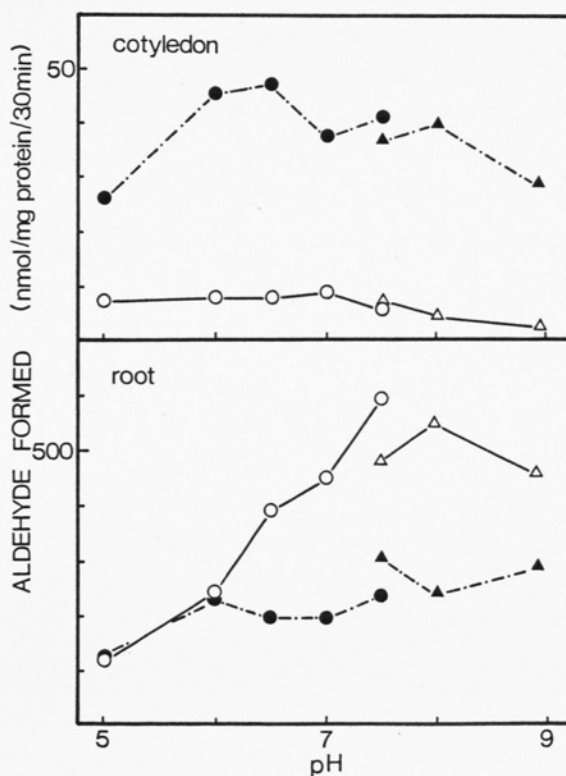 cotyledon
50
(nmol/mg protein/30min)
ALDEHYDE FORMED
root
500
5
7
9
pH